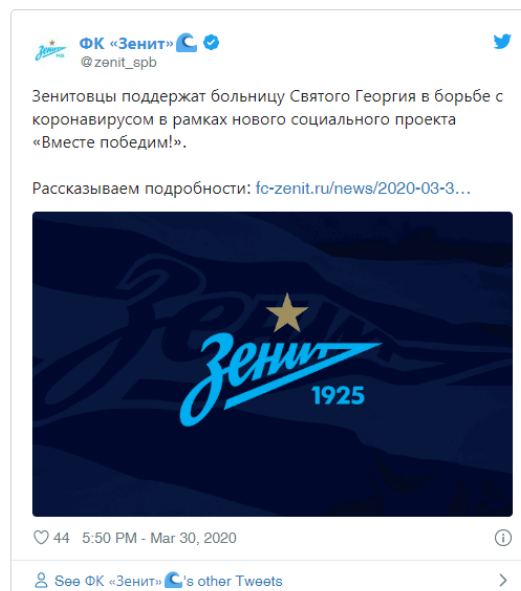 ФК «Зенит»🌊
@zenit_spb
Зенитовцы поддержат больницу Святого Георгия в борьбе с
коронавирусом в рамках нового социального проекта
«Вместе победим!».
Рассказываем подробности: fc-zenit.ru/news/2020-03-3…
Зенит
1925
44 5:50 PM - Mar 30, 2020
See ФК «Зенит»🌊's other Tweets